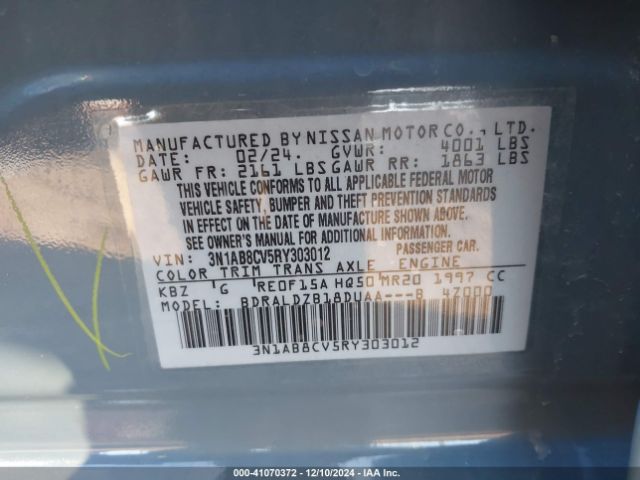 MANUFACTURED BY NISSAN MOTOR CO., LTD.
DATE: 02/24. GVWR: 4001 LBS
GAWR FR: 2161 LBS GAWR RR: 1863 LBS
THIS VEHICLE CONFORMS TO ALL APPLICABLE FEDERAL MOTOR
VEHICLE SAFETY, BUMPER AND THEFT PREVENTION STANDARDS
IN EFFECT ON THE DATE OF MANUFACTURE SHOWN ABOVE.
SEE OWNER'S MANUAL OR
VIN: 3N1AB8CV5RY303012 PASSENGER CAR.
COLOR TRIM TRANS AXLE ENGINE
KBZ G RE0F15A HQ50 MR20 1997 CC
MODEL: BDRALDZB18DUAA---B 4Z000
3N1AB8CV5RY303012
000-41070372 - 12/10/2024 - IAA Inc.